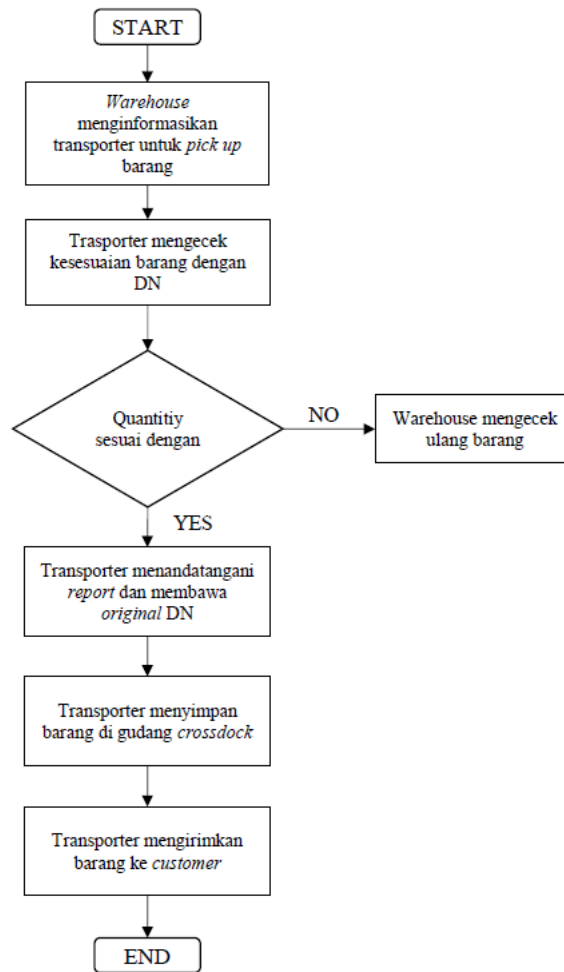 START
Warehouse
menginformasikan
transporter untuk pick up
barang
Trasporter mengecek
kesesuaian barang dengan
DN
Quantitiy
sesuai dengan
NO
Warehouse mengecek
ulang barang
YES
Transporter menandatangani
report dan membawa
original DN
Transporter menyimpan
barang di gudang crossdock
Transporter mengirimkan
barang ke customer
END